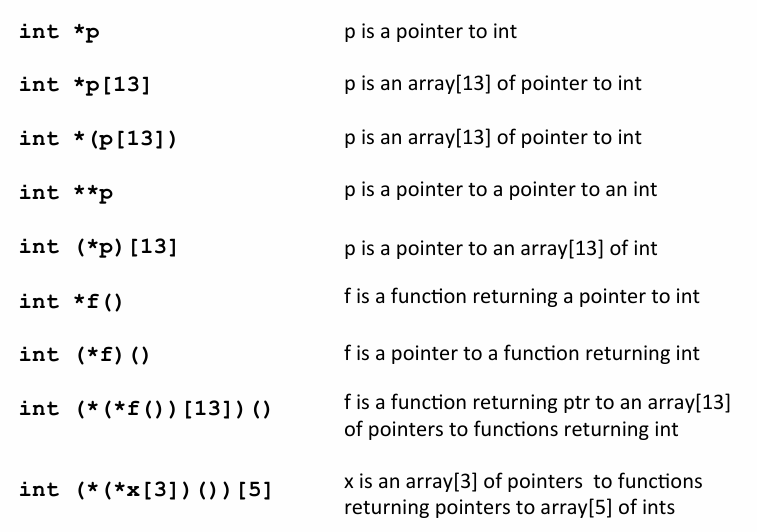 int *p p is a pointer to int
int *p[13] p is an array[13] of pointer to int
int *(p[13]) p is an array[13] of pointer to int
int **p p is a pointer to a pointer to an int
int (*p)[13] p is a pointer to an array[13] of int
int *f() f is a function returning a pointer to int
int (*f)() f is a pointer to a function returning int
int (*(*f())[13])() f is a function returning ptr to an array[13]
of pointers to functions returning int
int (*(*x[3])())[5] x is an array[3] of pointers  to functions
returning pointers to array[5] of ints